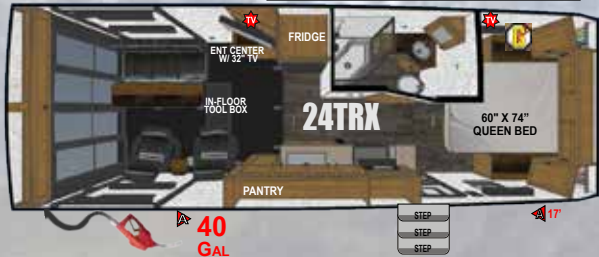 TV
TV
FRIDGE
ENT CENTER
W/ 32" TV
IN-FLOOR
TOOL BOX
24TRX
60" X 74"
QUEEN BED
PANTRY
A
40
GAL
STEP
STEP
STEP
A 17'